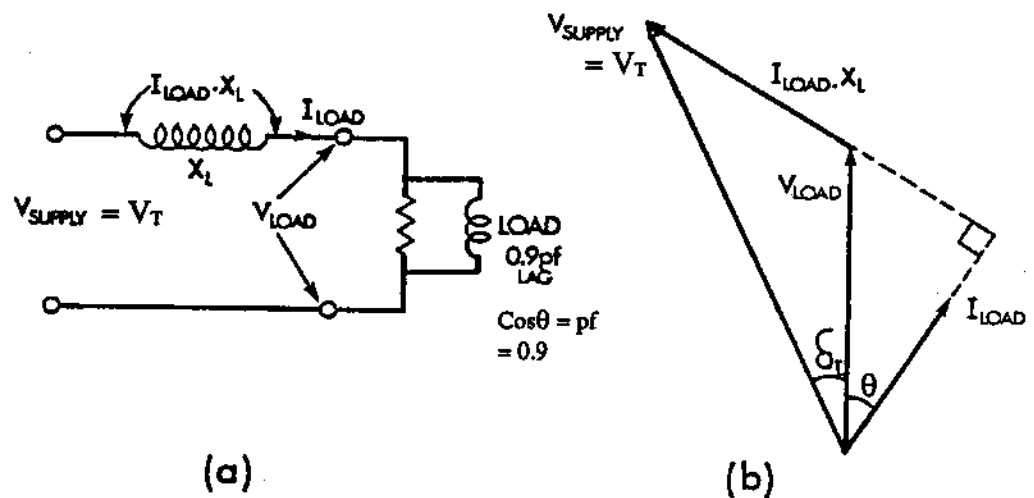 I_LOAD·X_L
I_LOAD
X_L
V_SUPPLY = V_T
V_LOAD
LOAD
0.9pf
LAG
Cosθ = pf
= 0.9
(a)
V_SUPPLY
= V_T
I_LOAD·X_L
V_LOAD
I_LOAD
δ_T
θ
(b)